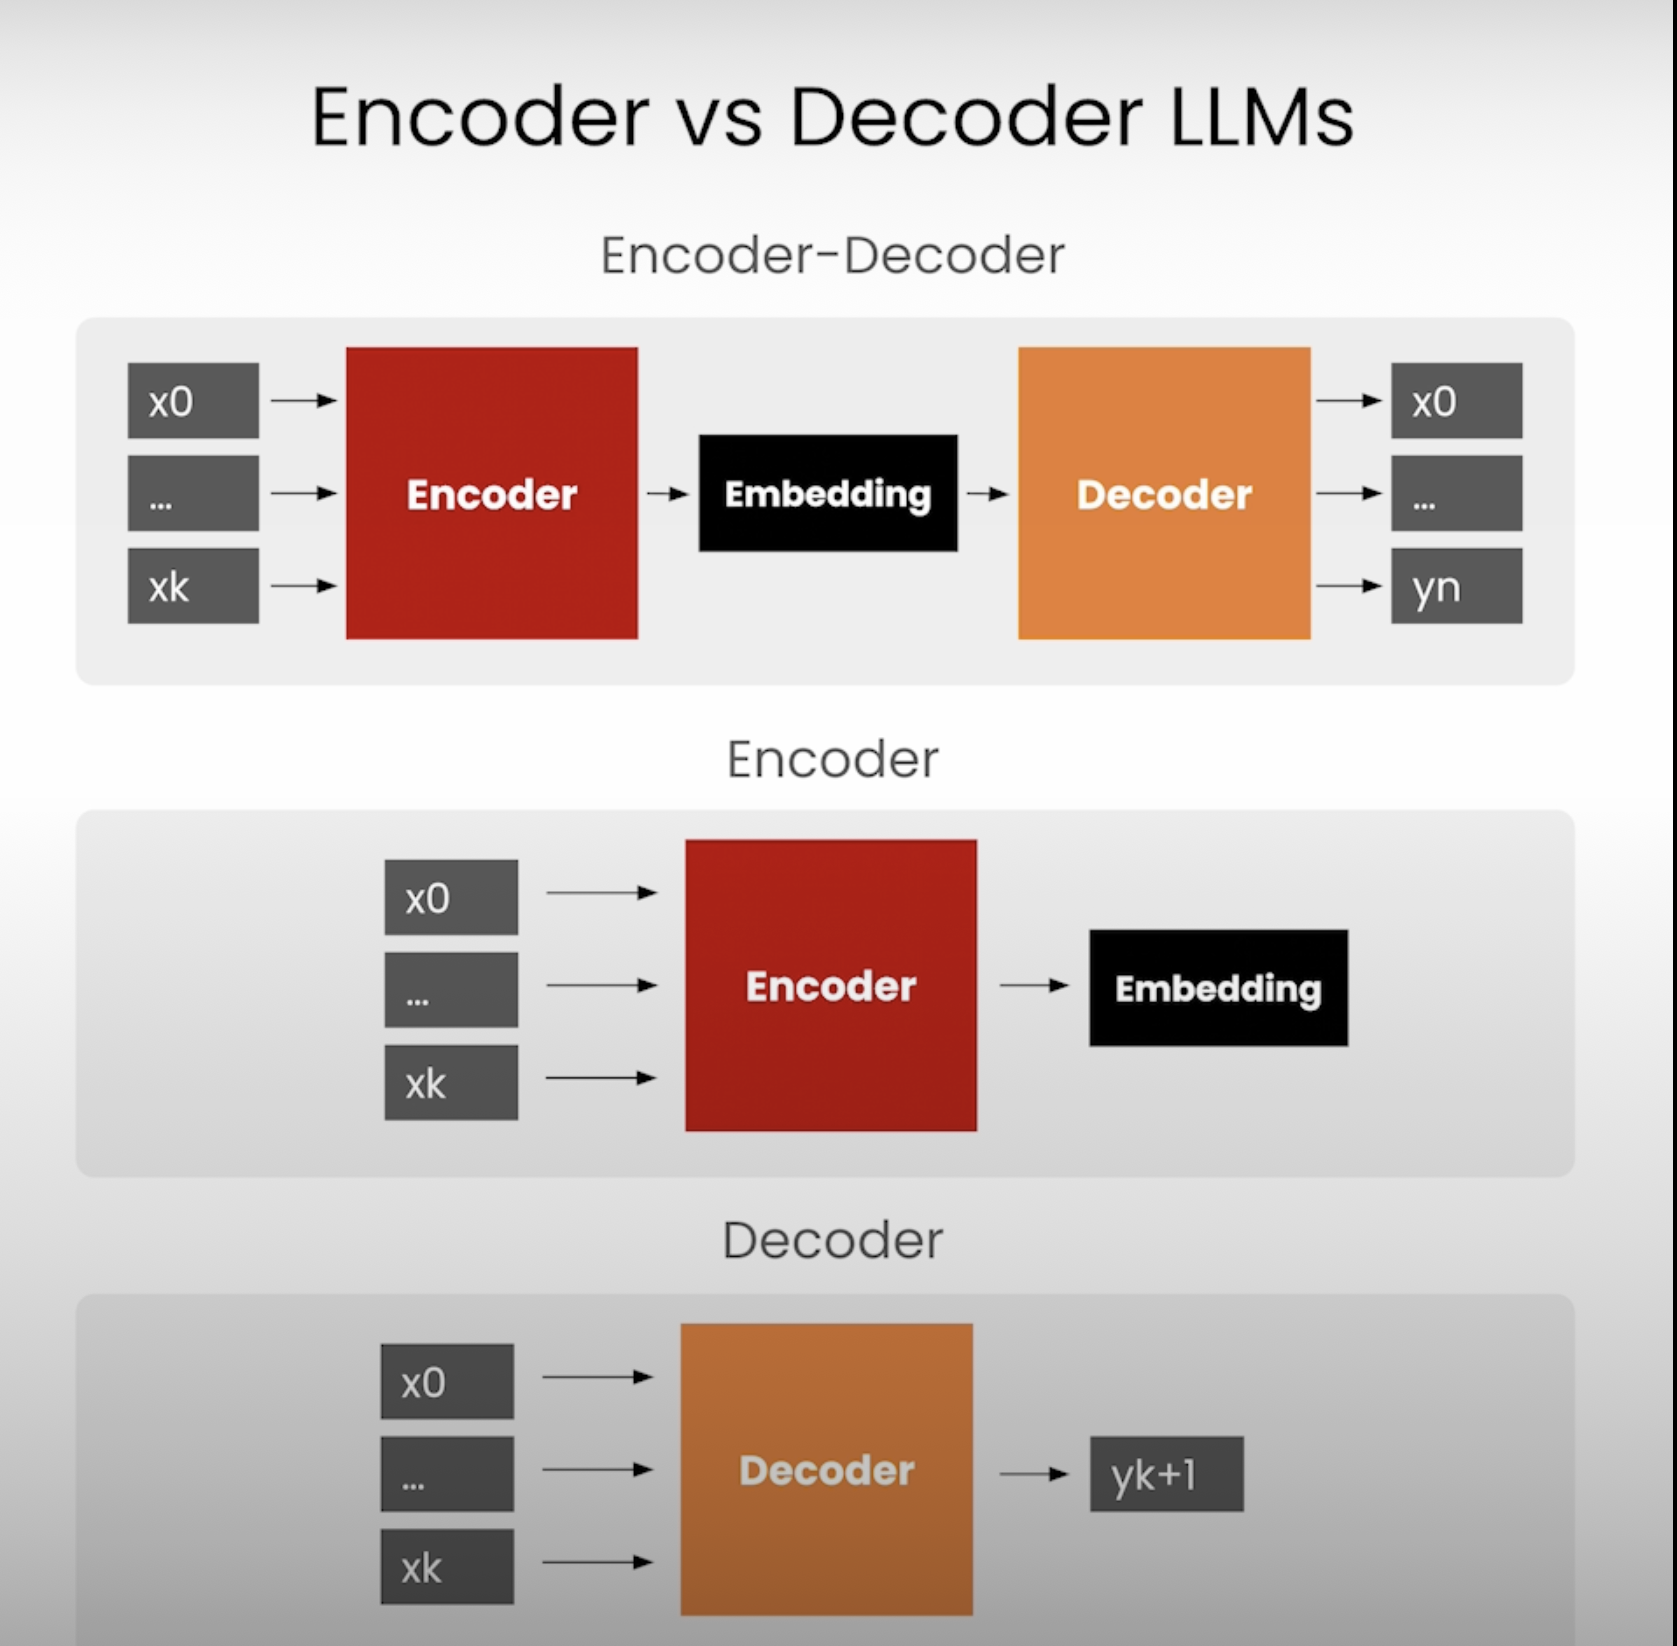 Encoder vs Decoder LLMs
Encoder-Decoder
x0
...
xk
Encoder
Embedding
Decoder
x0
...
yn
Encoder
x0
...
xk
Encoder
Embedding
Decoder
x0
...
xk
Decoder
yk+1